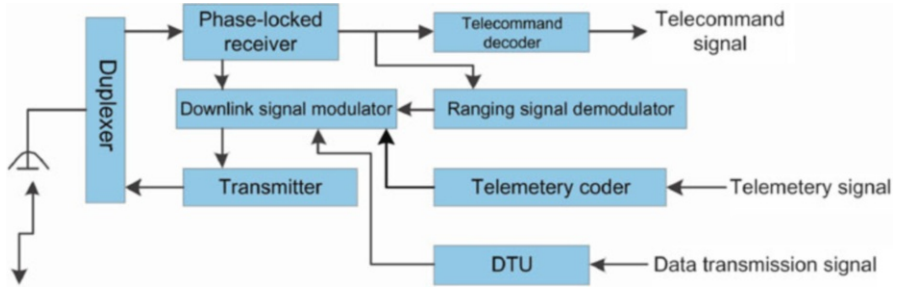 Phase-locked
receiver
Telecommand
decoder
Telecommand
signal
Duplexer
Downlink signal modulator
Ranging signal demodulator
Transmitter
Telemetery coder
Telemetery signal
DTU
Data transmission signal